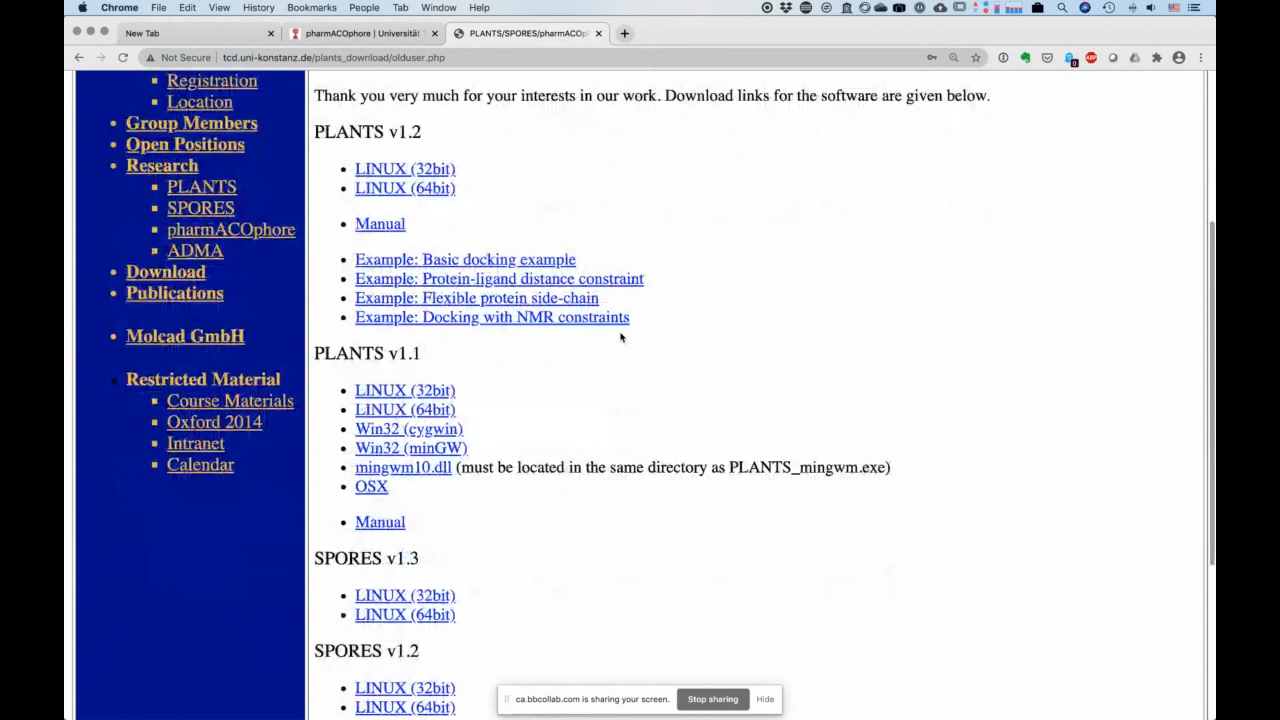 Chrome File Edit View History Bookmarks People Tab Window Help
New Tab
pharmACOphore | Universität T
PLANTS/SPORES/pharmACOp
Not Secure | tcd.uni-konstanz.de/plants_download/olduser.php
Registration
Location
Group Members
Open Positions
Research
PLANTS
SPORES
pharmACOphore
ADMA
Download
Publications
Molcad GmbH
Restricted Material
Course Materials
Oxford 2014
Intranet
Calendar
Thank you very much for your interests in our work. Download links for the software are given below.
PLANTS v1.2
LINUX (32bit)
LINUX (64bit)
Manual
Example: Basic docking example
Example: Protein-ligand distance constraint
Example: Flexible protein side-chain
Example: Docking with NMR constraints
PLANTS v1.1
LINUX (32bit)
LINUX (64bit)
Win32 (cygwin)
Win32 (minGW)
mingwm10.dll (must be located in the same directory as PLANTS_mingwm.exe)
OSX
Manual
SPORES v1.3
LINUX (32bit)
LINUX (64bit)
SPORES v1.2
LINUX (32bit)
LINUX (64bit)
ca.bbcollab.com is sharing your screen. Stop sharing Hide